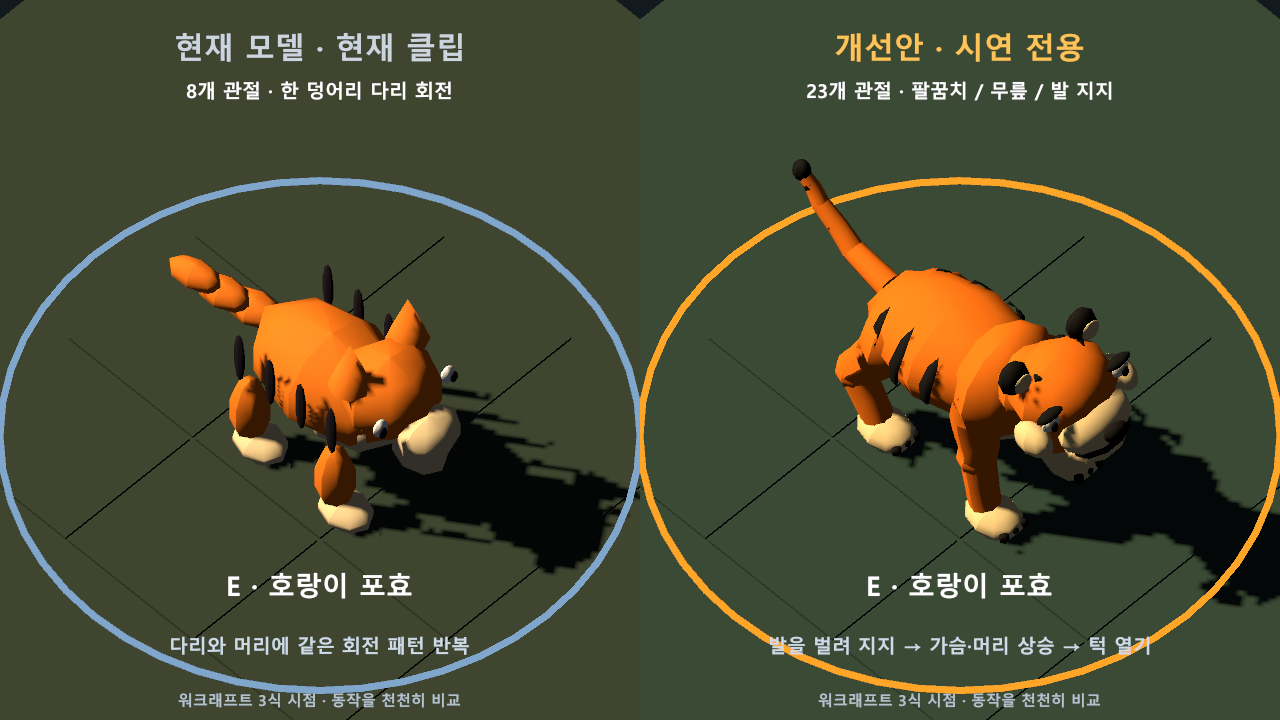 현재 모델 · 현재 클립
8개 관절 · 한 덩어리 다리 회전
E · 호랑이 포효
다리와 머리에 같은 회전 패턴 반복
워크래프트 3식 시점 · 동작을 천천히 비교
개선안 · 시연 전용
23개 관절 · 팔꿈치 / 무릎 / 발 지지
E · 호랑이 포효
발을 벌려 지지 → 가슴·머리 상승 → 턱 열기
워크래프트 3식 시점 · 동작을 천천히 비교